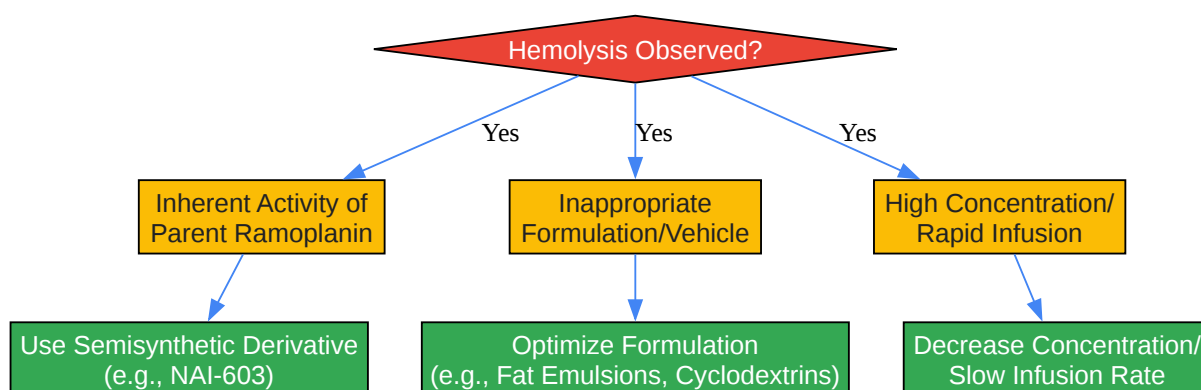 Hemolysis Observed?
Yes
Yes
Yes
Inherent Activity of
Parent Ramoplanin
Inappropriate
Formulation/Vehicle
High Concentration/
Rapid Infusion
Use Semisynthetic Derivative
(e.g., NAI-603)
Optimize Formulation
(e.g., Fat Emulsions, Cyclodextrins)
Decrease Concentration/
Slow Infusion Rate